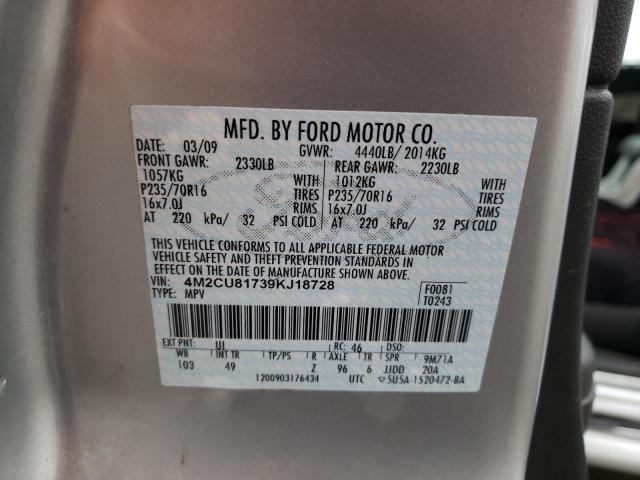 MFD. BY FORD MOTOR CO.
DATE: 03/09 GVWR: 4440LB/ 2014KG
FRONT GAWR: 2330LB REAR GAWR: 2230LB
1057KG WITH 1012KG WITH
P235/70R16 TIRES P235/70R16 TIRES
16x7.0J RIMS 16x7.0J RIMS
AT 220 kPa/ 32 PSI COLD AT 220 kPa/ 32 PSI COLD
Ford
THIS VEHICLE CONFORMS TO ALL APPLICABLE FEDERAL MOTOR
VEHICLE SAFETY AND THEFT PREVENTION STANDARDS IN
EFFECT ON THE DATE OF MANUFACTURE SHOWN ABOVE.
VIN: 4M2CU81739KJ18728 F0081
TYPE: MPV T0243
EXT PNT: UI RC: 46 DSO:
WB INT TR TP/PS R AXLE TR SPR 9M71A
103 49 Z 96 6 JJDD 20A
1200903176434 UTC 5U5A-1520472-BA